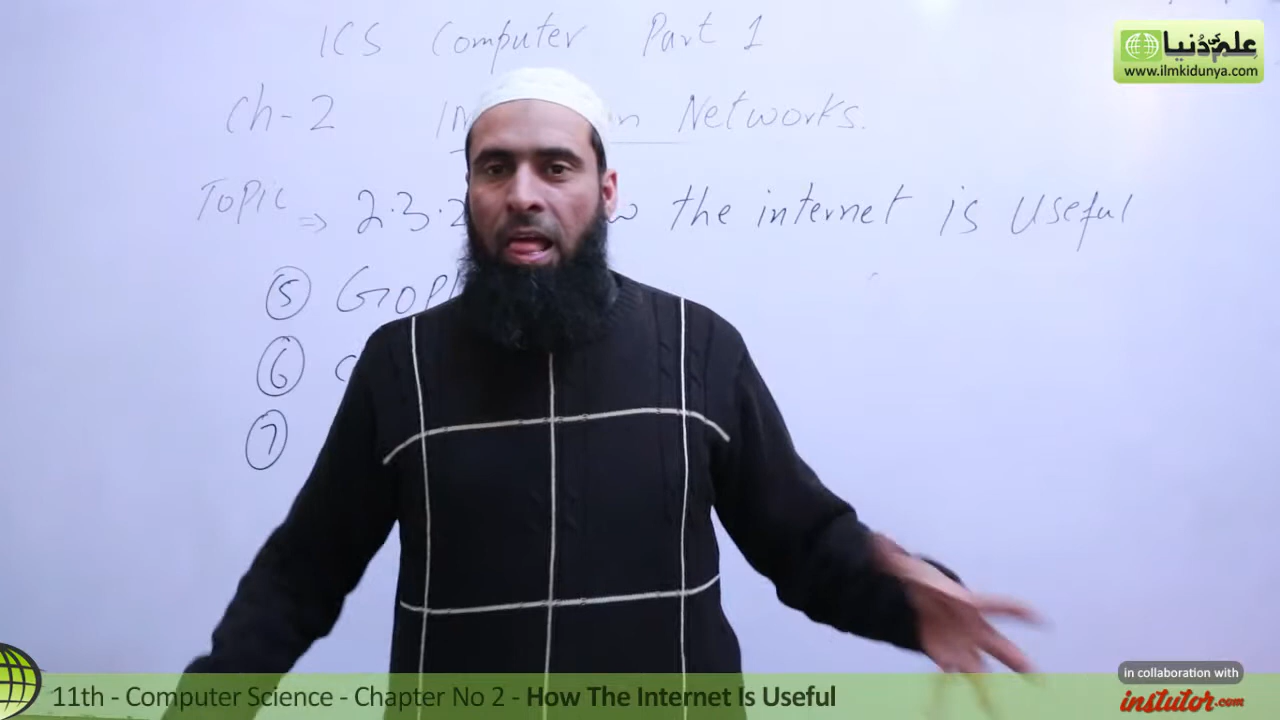 ICS Computer Part 1
علم کی دُنیا
www.ilmkidunya.com
Ch-2 Networks.
Topic ⇒ 2.3.2 the internet is Useful
⑤
⑥
⑦
in collaboration with
11th - Computer Science - Chapter No 2 - How The Internet Is Useful
instutor.com